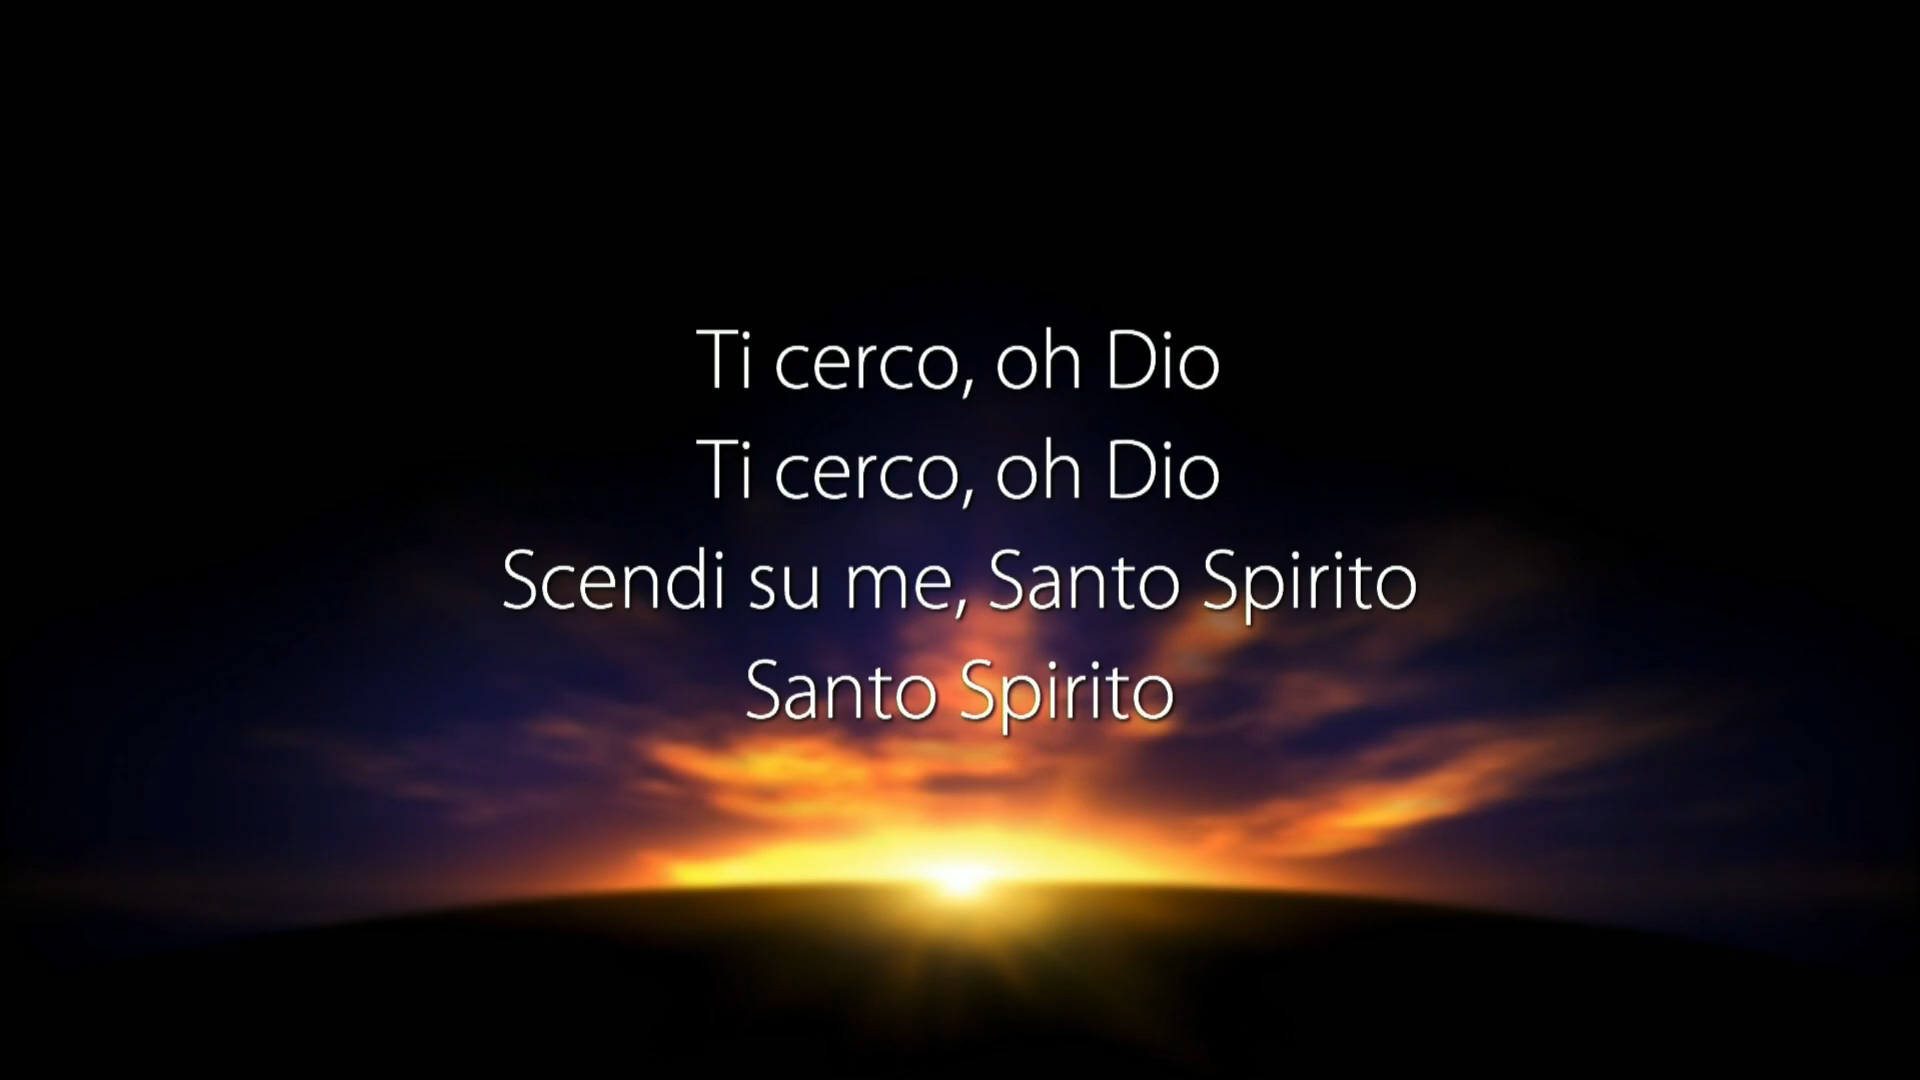 Ti cerco, oh Dio
Ti cerco, oh Dio
Scendi su me, Santo Spirito
Santo Spirito